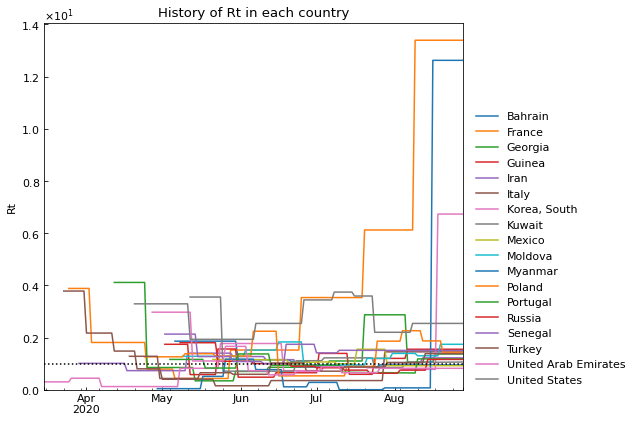 History of Rt in each country
×10¹
1.4
1.2
1.0
0.8
0.6
0.4
0.2
0.0
Rt
Apr
2020
May
Jun
Jul
Aug
Bahrain
France
Georgia
Guinea
Iran
Italy
Korea, South
Kuwait
Mexico
Moldova
Myanmar
Poland
Portugal
Russia
Senegal
Turkey
United Arab Emirates
United States